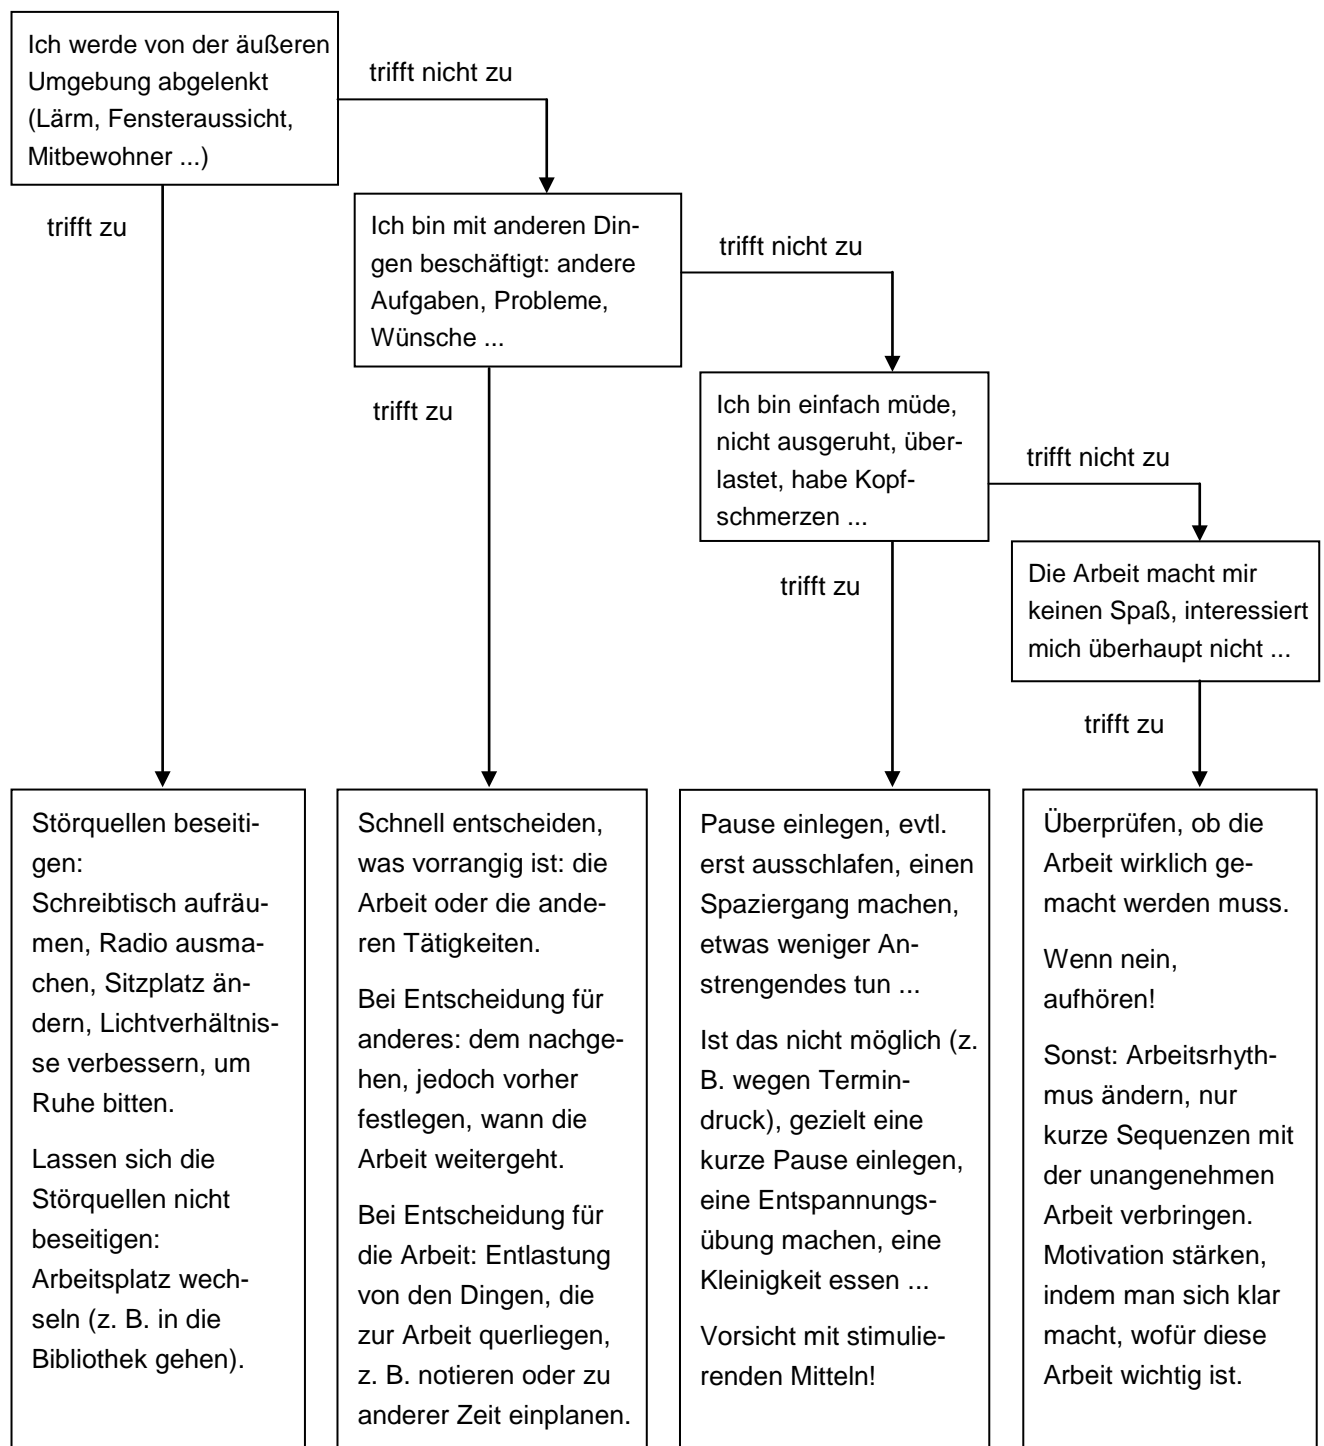 Ich werde von der äußeren
Umgebung abgelenkt
(Lärm, Fensteraussicht,
Mitbewohner ...)
trifft nicht zu
trifft zu
Ich bin mit anderen Din-
gen beschäftigt: andere
Aufgaben, Probleme,
Wünsche ...
trifft nicht zu
trifft zu
Ich bin einfach müde,
nicht ausgeruht, über-
lastet, habe Kopf-
schmerzen ...
trifft nicht zu
trifft zu
Die Arbeit macht mir
keinen Spaß, interessiert
mich überhaupt nicht ...
trifft zu
Störquellen beseiti-
gen:
Schreibtisch aufräu-
men, Radio ausma-
chen, Sitzplatz än-
dern, Lichtverhältnis-
se verbessern, um
Ruhe bitten.
Lassen sich die
Störquellen nicht
beseitigen:
Arbeitsplatz wech-
seln (z. B. in die
Bibliothek gehen).
Schnell entscheiden,
was vorrangig ist: die
Arbeit oder die ande-
ren Tätigkeiten.
Bei Entscheidung für
anderes: dem nachge-
hen, jedoch vorher
festlegen, wann die
Arbeit weitergeht.
Bei Entscheidung für
die Arbeit: Entlastung
von den Dingen, die
zur Arbeit querliegen,
z. B. notieren oder zu
anderer Zeit einplanen.
Pause einlegen, evtl.
erst ausschlafen, einen
Spaziergang machen,
etwas weniger An-
strengendes tun ...
Ist das nicht möglich (z.
B. wegen Termin-
druck), gezielt eine
kurze Pause einlegen,
eine Entspannungs-
übung machen, eine
Kleinigkeit essen ...
Vorsicht mit stimulie-
renden Mitteln!
Überprüfen, ob die
Arbeit wirklich ge-
macht werden muss.
Wenn nein,
aufhören!
Sonst: Arbeitsrhyth-
mus ändern, nur
kurze Sequenzen mit
der unangenehmen
Arbeit verbringen.
Motivation stärken,
indem man sich klar
macht, wofür diese
Arbeit wichtig ist.